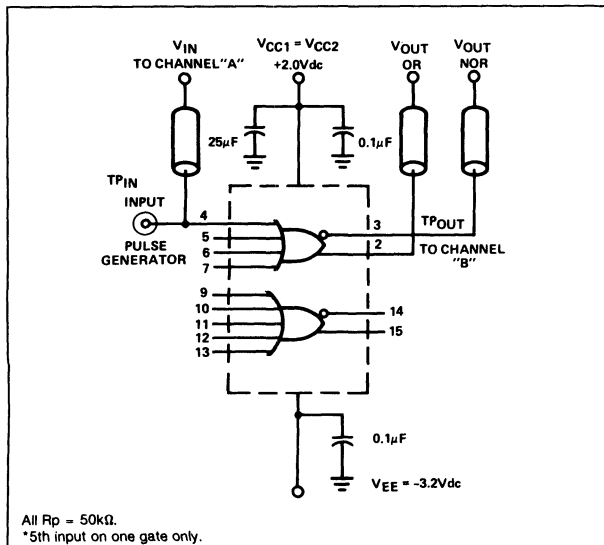 VIN
TO CHANNEL"A"
VCC1 = VCC2
+2.0Vdc
VOUT
OR
VOUT
NOR
25μF
0.1μF
TPIN
INPUT
PULSE
GENERATOR
4
5
6
7
3
2
TPOUT
TO CHANNEL
"B"
9
10
11
12
13
14
15
0.1μF
VEE = -3.2Vdc
All Rp = 50kΩ.
*5th input on one gate only.